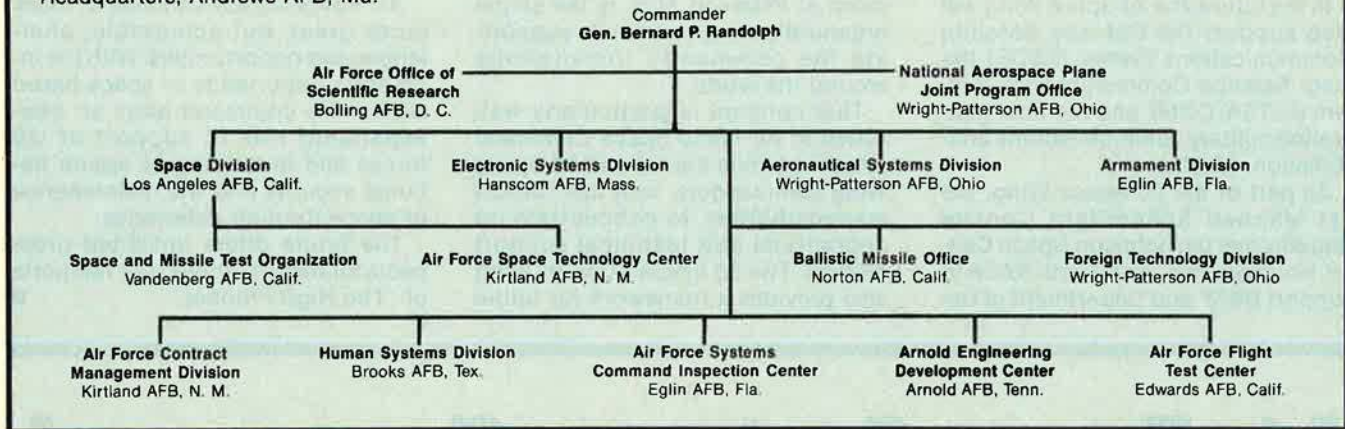 Headquarters, Andrews AFB, Md.
Commander
Gen. Bernard P. Randolph
Air Force Office of
Scientific Research
Bolling AFB, D. C.
National Aerospace Plane
Joint Program Office
Wright-Patterson AFB, Ohio
Space Division
Los Angeles AFB, Calif.
Electronic Systems Division
Hanscom AFB, Mass.
Aeronautical Systems Division
Wright-Patterson AFB, Ohio
Armament Division
Eglin AFB, Fla.
Space and Missile Test Organization
Vandenberg AFB, Calif.
Air Force Space Technology Center
Kirtland AFB, N. M.
Ballistic Missile Office
Norton AFB, Calif.
Foreign Technology Division
Wright-Patterson AFB, Ohio
Air Force Contract
Management Division
Kirtland AFB, N. M.
Human Systems Division
Brooks AFB, Tex.
Air Force Systems
Command Inspection Center
Eglin AFB, Fla.
Arnold Engineering
Development Center
Arnold AFB, Tenn.
Air Force Flight
Test Center
Edwards AFB, Calif.